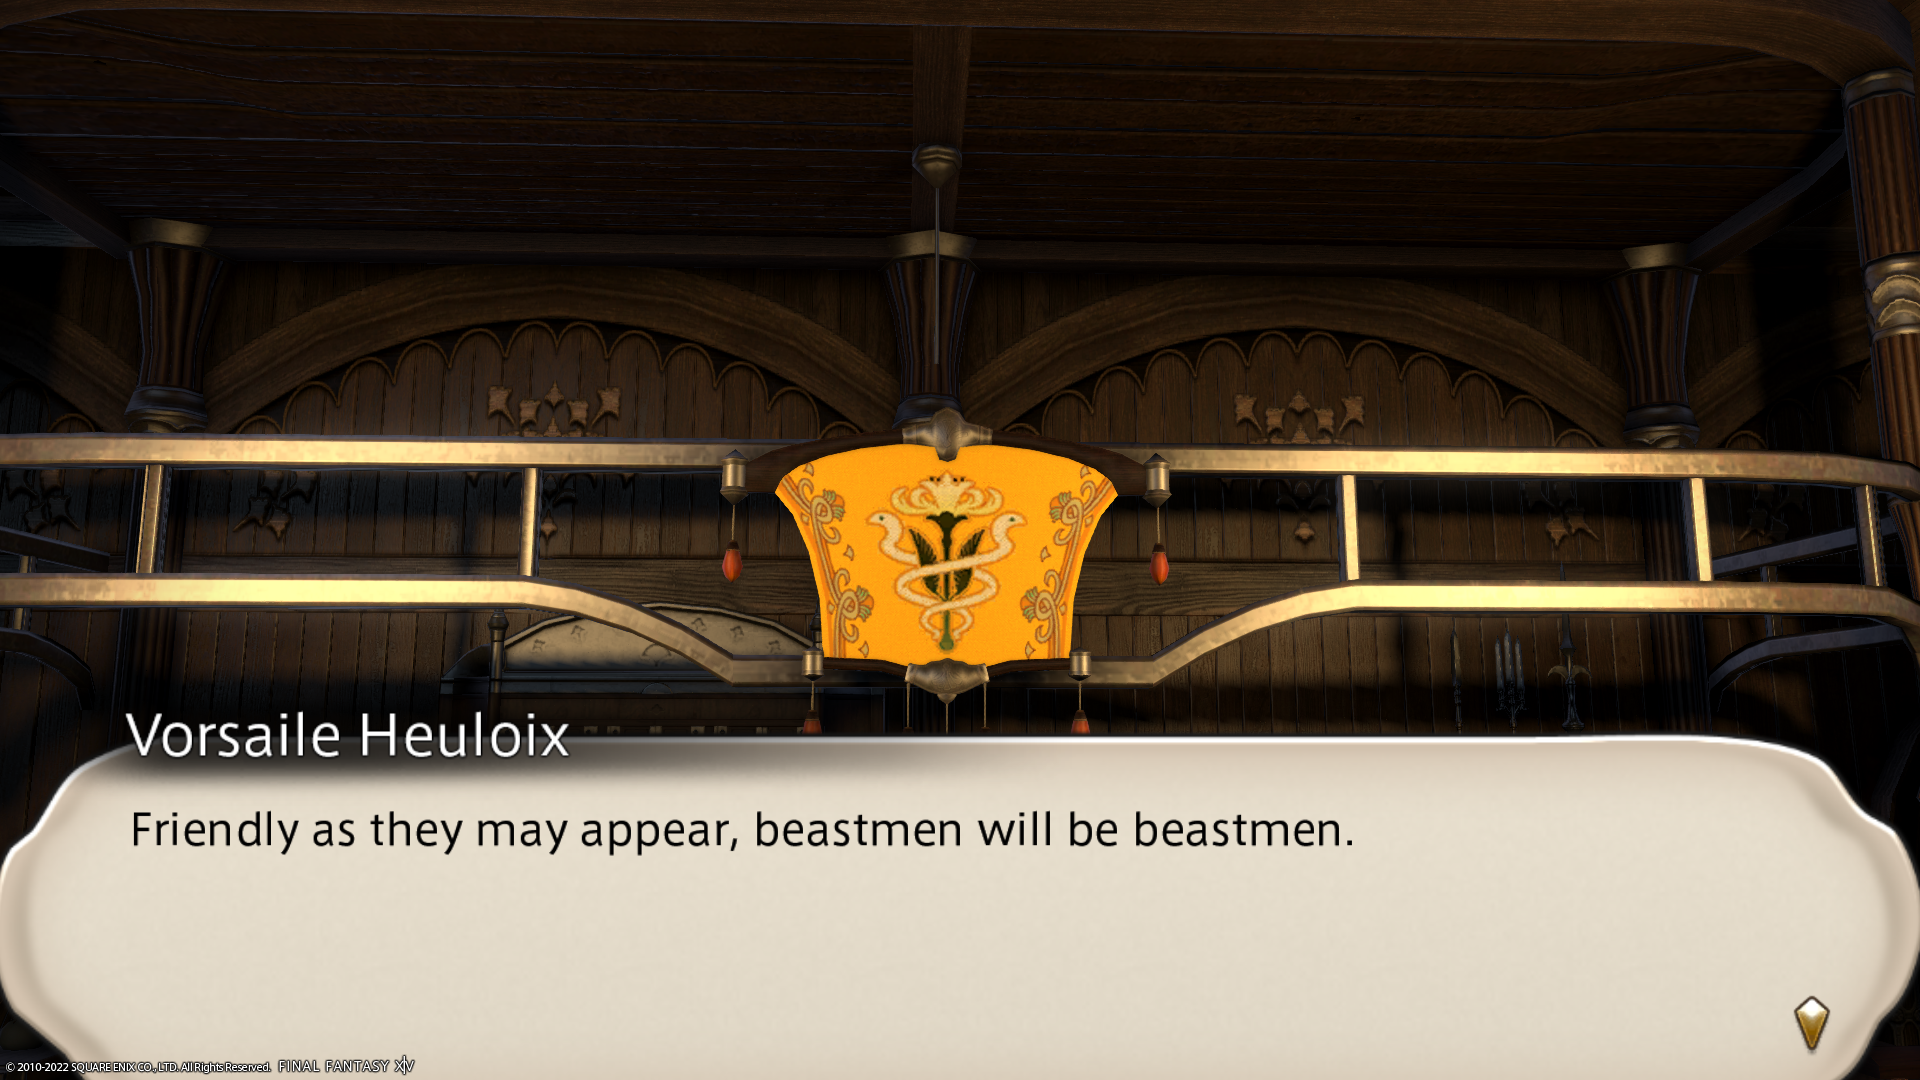 Vorsaile Heuloix
Friendly as they may appear, beastmen will be beastmen.
© 2010-2022 SQUARE ENIX CO., LTD. All Rights Reserved. FINAL FANTASY XIV